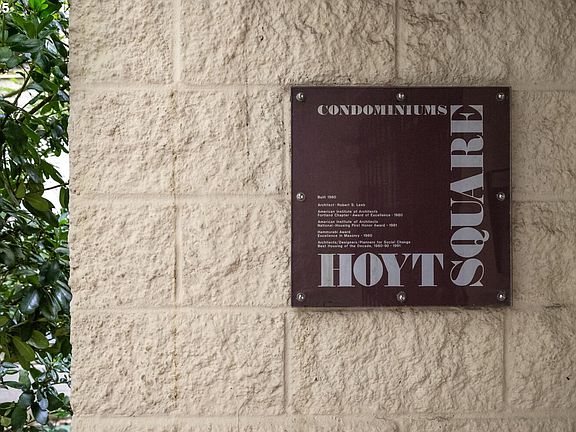 5
CONDOMINIUMS
SQUARE
Built 1980
Architect · Robert S. Leeb
American Institute of Architects
Portland Chapter · Award of Excellence · 1980
American Institute of Architects
National Housing First Honor Award · 1981
Hammurabi Award
Excellence in Masonry · 1980
Architects/Designers/Planners for Social Change
Best Housing of the Decade, 1980-90 · 1991
HOYT